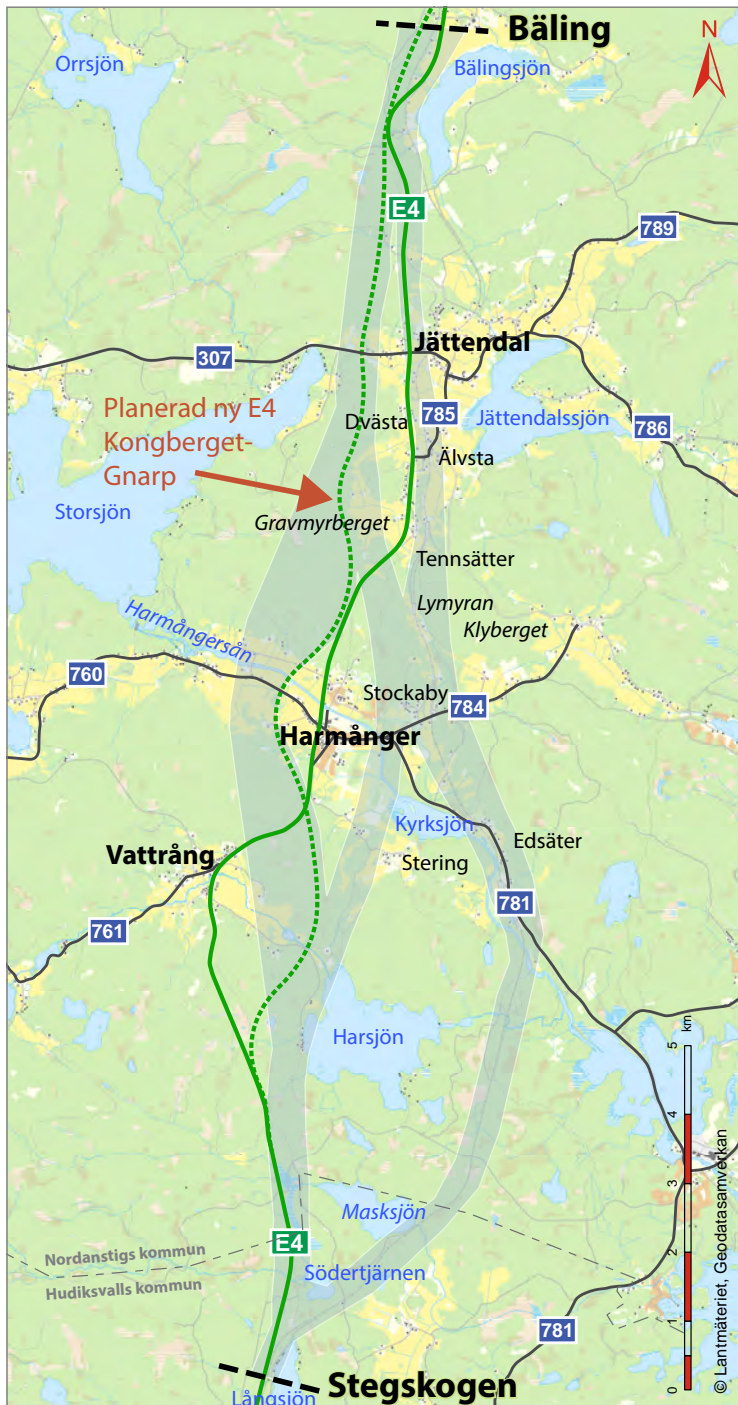 Bäling
N
Orrsjön
Bälingsjön
E4
789
Jättendal
307
Planerad ny E4
Kongberget-
Gnarp
Dvästa
785
Jättendalssjön
786
Älvsta
Storsjön
Gravmyrberget
Tennsätter
Lymyran
Klyberget
Harmångersån
760
Stockaby
784
Harmånger
Kyrksjön
Edsäter
Vattrång
Stering
781
761
Harsjön
km
5
4
3
2
1
0
Masksjön
E4
Nordanstigs kommun
Hudiksvalls kommun
Södertjärnen
781
Stegskogen
Långsjön
© Lantmäteriet, Geodatasamverkan